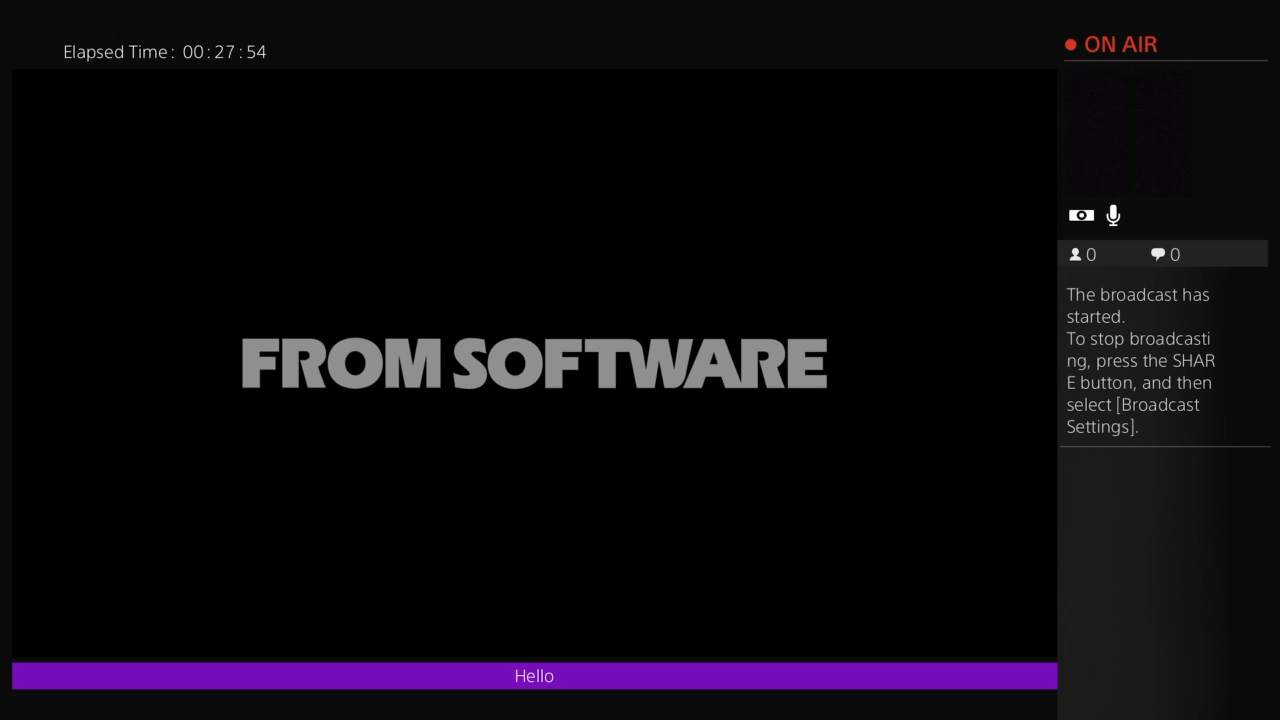 Elapsed Time: 00:27:54
ON AIR
0
0
The broadcast has
started.
To stop broadcasti
ng, press the SHAR
E button, and then
select [Broadcast
Settings].
FROM SOFTWARE
Hello